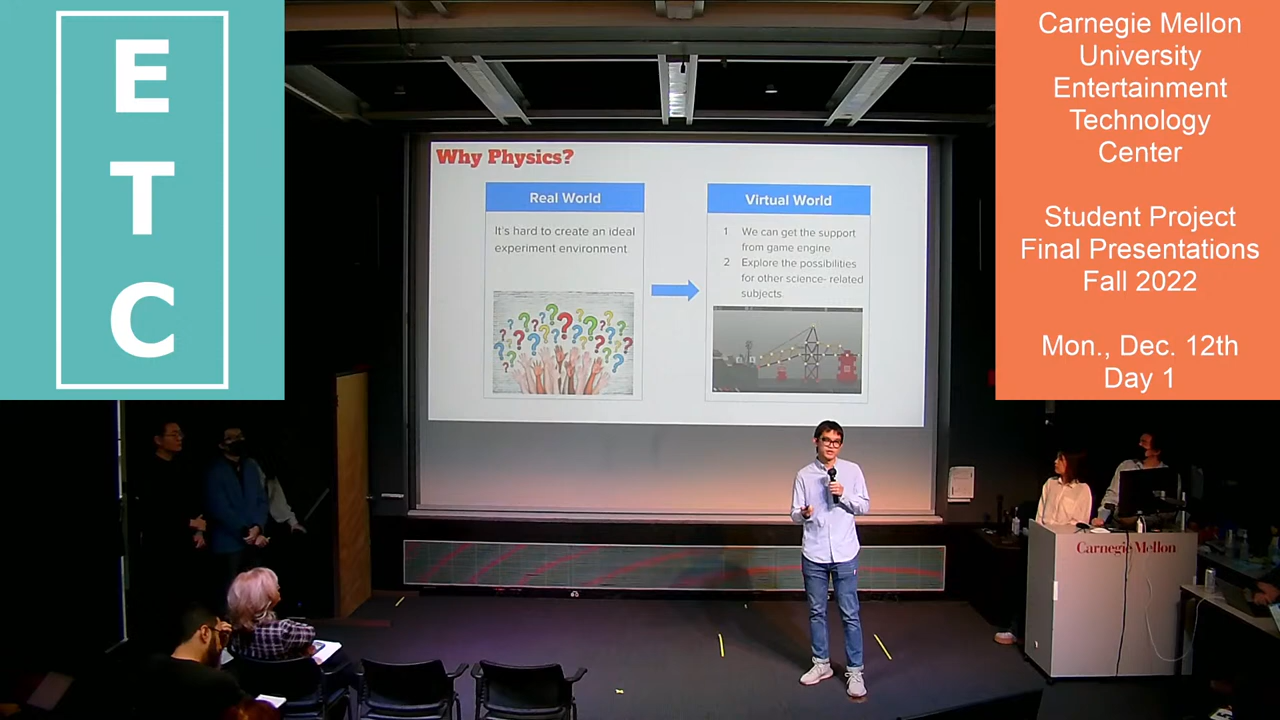 E
T
C
Carnegie Mellon
University
Entertainment
Technology
Center
Student Project
Final Presentations
Fall 2022
Mon., Dec. 12th
Day 1
Why Physics?
Real World
It's hard to create an ideal
experiment environment.
Virtual World
1 We can get the support
from game engine.
2 Explore the possibilities
for other science- related
subjects.
Carnegie Mellon